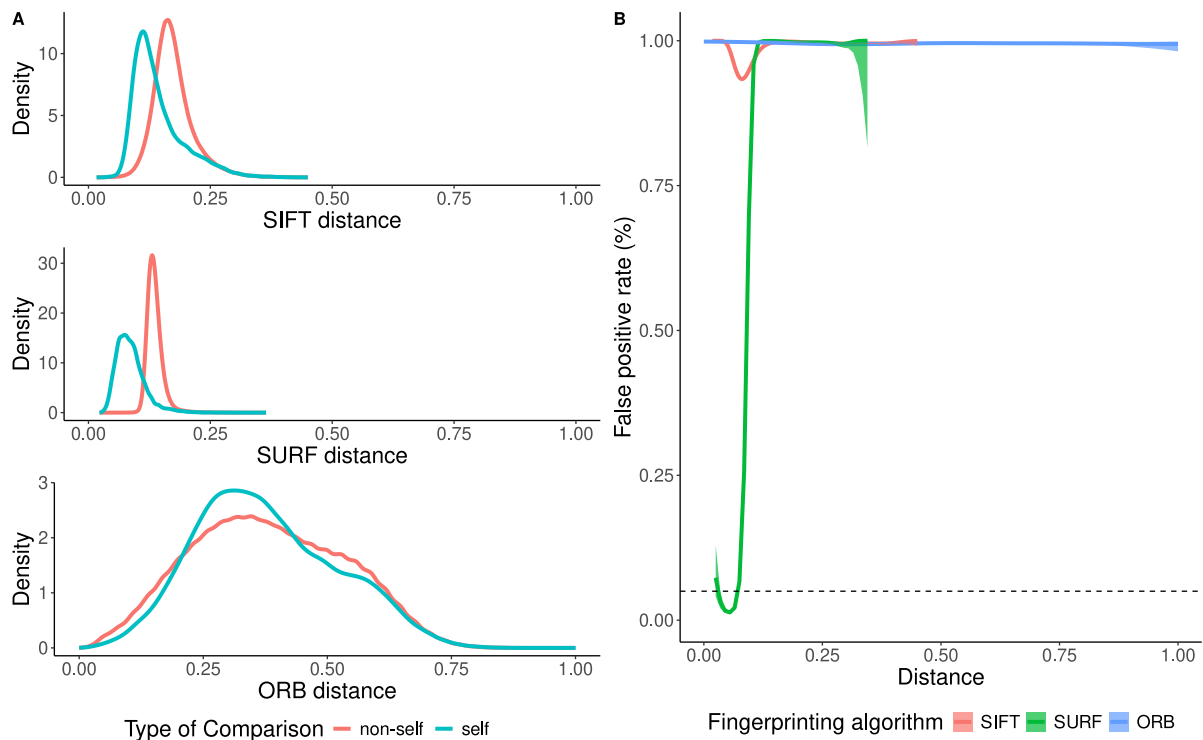 A
Density
10
5
0
0.00 0.25 0.50 0.75 1.00
SIFT distance
Density
30
20
10
0
0.00 0.25 0.50 0.75 1.00
SURF distance
Density
3
2
1
0
0.00 0.25 0.50 0.75 1.00
ORB distance
Type of Comparison non-self self
B
False positive rate (%)
1.00
0.75
0.50
0.25
0.00
0.00 0.25 0.50 0.75 1.00
Distance
Fingerprinting algorithm SIFT SURF ORB